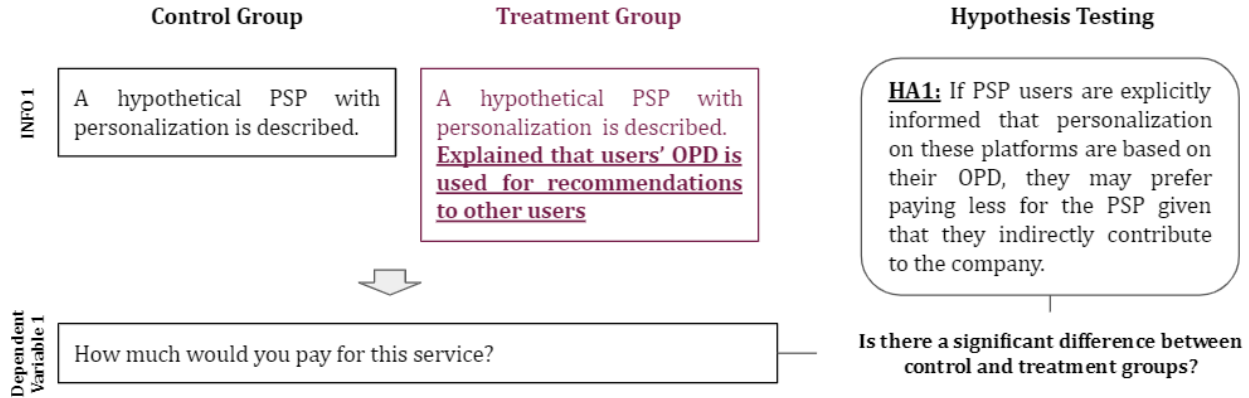 Control Group
Treatment Group
Hypothesis Testing
INFO 1
A hypothetical PSP with
personalization is described.
A hypothetical PSP with
personalization is described.
Explained that users' OPD is
used for recommendations
to other users
HA1: If PSP users are explicitly
informed that personalization
on these platforms are based on
their OPD, they may prefer
paying less for the PSP given
that they indirectly contribute
to the company.
Dependent
Variable 1
How much would you pay for this service?
Is there a significant difference between
control and treatment groups?